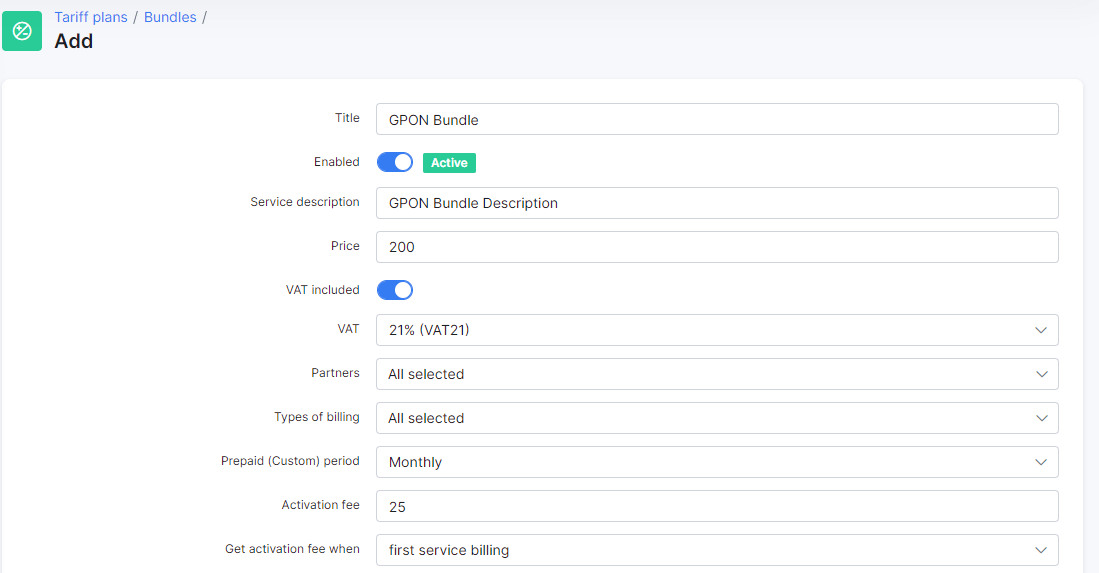 Tariff plans / Bundles /
Add
Title GPON Bundle
Enabled Active
Service description GPON Bundle Description
Price 200
VAT included
VAT 21% (VAT21)
Partners All selected
Types of billing All selected
Prepaid (Custom) period Monthly
Activation fee 25
Get activation fee when first service billing